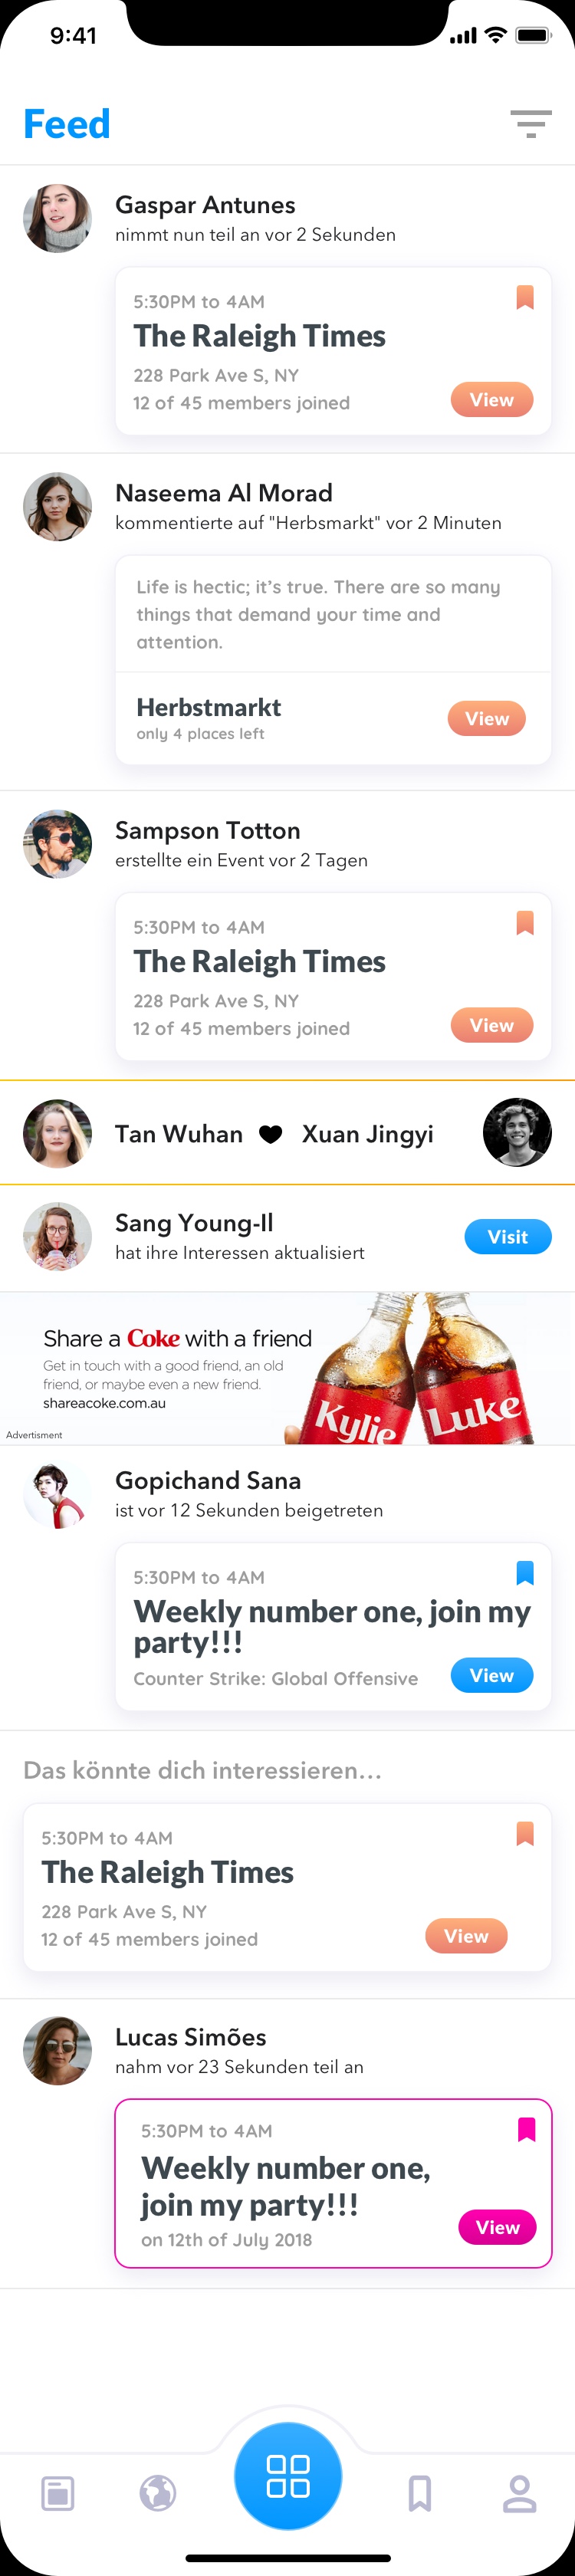 9:41
Feed
Gaspar Antunes
nimmt nun teil an vor 2 Sekunden
5:30PM to 4AM
The Raleigh Times
228 Park Ave S, NY
12 of 45 members joined
View
Naseema Al Morad
kommentierte auf "Herbsmarkt" vor 2 Minuten
Life is hectic; it’s true. There are so many
things that demand your time and
attention.
Herbstmarkt
only 4 places left
View
Sampson Totton
erstellte ein Event vor 2 Tagen
5:30PM to 4AM
The Raleigh Times
228 Park Ave S, NY
12 of 45 members joined
View
Tan Wuhan Xuan Jingyi
Sang Young-Il
hat ihre Interessen aktualisiert
Visit
Share a Coke with a friend
Get in touch with a good friend, an old
friend, or maybe even a new friend.
shareacoke.com.au
Kylie
Luke
Advertisment
Gopichand Sana
ist vor 12 Sekunden beigetreten
5:30PM to 4AM
Weekly number one, join my
party!!!
Counter Strike: Global Offensive
View
Das könnte dich interessieren...
5:30PM to 4AM
The Raleigh Times
228 Park Ave S, NY
12 of 45 members joined
View
Lucas Simões
nahm vor 23 Sekunden teil an
5:30PM to 4AM
Weekly number one,
join my party!!!
on 12th of July 2018
View